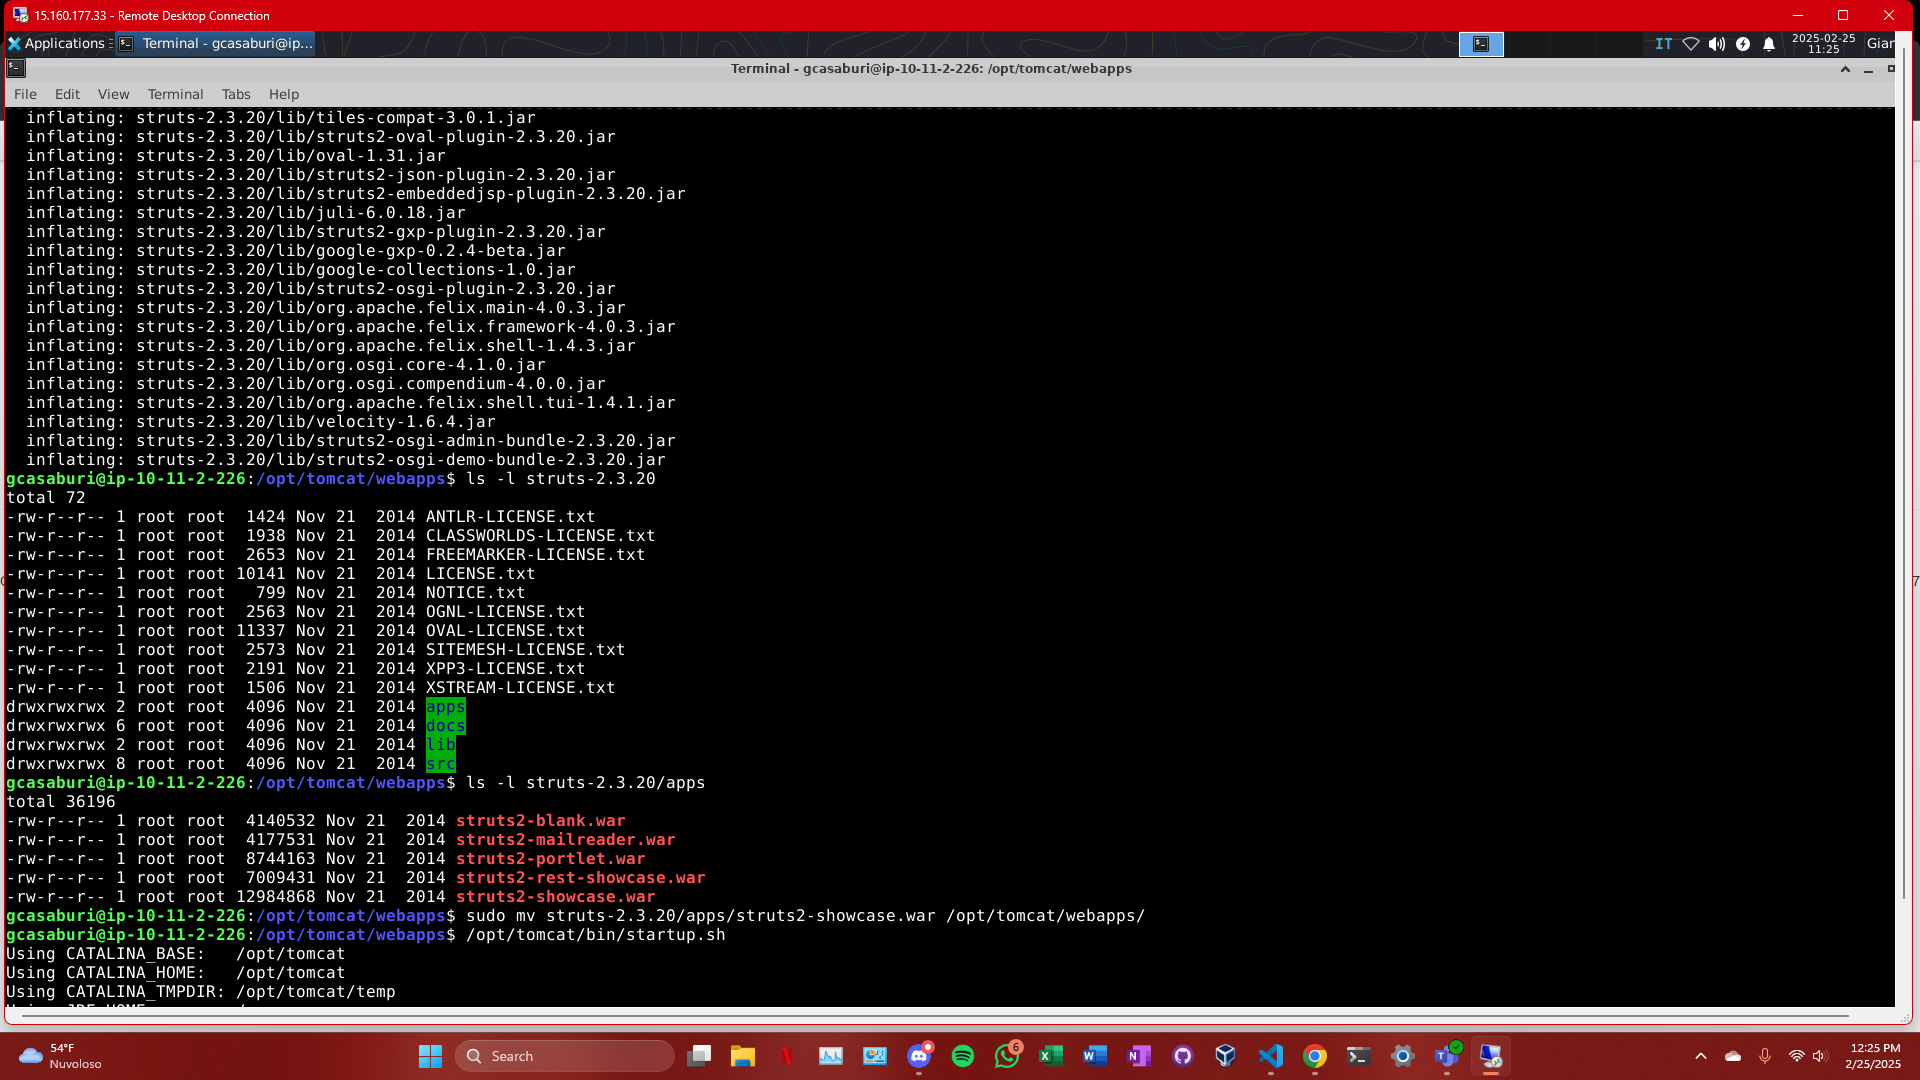 15.160.177.33 - Remote Desktop Connection
Applications
Terminal - gcasaburi@ip...
IT
2025-02-25
11:25
Gian
Terminal - gcasaburi@ip-10-11-2-226: /opt/tomcat/webapps
File Edit View Terminal Tabs Help
inflating: struts-2.3.20/lib/tiles-compat-3.0.1.jar
inflating: struts-2.3.20/lib/struts2-oval-plugin-2.3.20.jar
inflating: struts-2.3.20/lib/oval-1.31.jar
inflating: struts-2.3.20/lib/struts2-json-plugin-2.3.20.jar
inflating: struts-2.3.20/lib/struts2-embeddedjsp-plugin-2.3.20.jar
inflating: struts-2.3.20/lib/juli-6.0.18.jar
inflating: struts-2.3.20/lib/struts2-gxp-plugin-2.3.20.jar
inflating: struts-2.3.20/lib/google-gxp-0.2.4-beta.jar
inflating: struts-2.3.20/lib/google-collections-1.0.jar
inflating: struts-2.3.20/lib/struts2-osgi-plugin-2.3.20.jar
inflating: struts-2.3.20/lib/org.apache.felix.main-4.0.3.jar
inflating: struts-2.3.20/lib/org.apache.felix.framework-4.0.3.jar
inflating: struts-2.3.20/lib/org.apache.felix.shell-1.4.3.jar
inflating: struts-2.3.20/lib/org.osgi.core-4.1.0.jar
inflating: struts-2.3.20/lib/org.osgi.compendium-4.0.0.jar
inflating: struts-2.3.20/lib/org.apache.felix.shell.tui-1.4.1.jar
inflating: struts-2.3.20/lib/velocity-1.6.4.jar
inflating: struts-2.3.20/lib/struts2-osgi-admin-bundle-2.3.20.jar
inflating: struts-2.3.20/lib/struts2-osgi-demo-bundle-2.3.20.jar
gcasaburi@ip-10-11-2-226:/opt/tomcat/webapps$ ls -l struts-2.3.20
total 72
-rw-r--r-- 1 root root  1424 Nov 21  2014 ANTLR-LICENSE.txt
-rw-r--r-- 1 root root  1938 Nov 21  2014 CLASSWORLDS-LICENSE.txt
-rw-r--r-- 1 root root  2653 Nov 21  2014 FREEMARKER-LICENSE.txt
-rw-r--r-- 1 root root 10141 Nov 21  2014 LICENSE.txt
-rw-r--r-- 1 root root   799 Nov 21  2014 NOTICE.txt
-rw-r--r-- 1 root root  2563 Nov 21  2014 OGNL-LICENSE.txt
-rw-r--r-- 1 root root 11337 Nov 21  2014 OVAL-LICENSE.txt
-rw-r--r-- 1 root root  2573 Nov 21  2014 SITEMESH-LICENSE.txt
-rw-r--r-- 1 root root  2191 Nov 21  2014 XPP3-LICENSE.txt
-rw-r--r-- 1 root root  1506 Nov 21  2014 XSTREAM-LICENSE.txt
drwxrwxrwx 2 root root  4096 Nov 21  2014 apps
drwxrwxrwx 6 root root  4096 Nov 21  2014 docs
drwxrwxrwx 2 root root  4096 Nov 21  2014 lib
drwxrwxrwx 8 root root  4096 Nov 21  2014 src
gcasaburi@ip-10-11-2-226:/opt/tomcat/webapps$ ls -l struts-2.3.20/apps
total 36196
-rw-r--r-- 1 root root  4140532 Nov 21  2014 struts2-blank.war
-rw-r--r-- 1 root root  4177531 Nov 21  2014 struts2-mailreader.war
-rw-r--r-- 1 root root  8744163 Nov 21  2014 struts2-portlet.war
-rw-r--r-- 1 root root  7009431 Nov 21  2014 struts2-rest-showcase.war
-rw-r--r-- 1 root root 12984868 Nov 21  2014 struts2-showcase.war
gcasaburi@ip-10-11-2-226:/opt/tomcat/webapps$ sudo mv struts-2.3.20/apps/struts2-showcase.war /opt/tomcat/webapps/
gcasaburi@ip-10-11-2-226:/opt/tomcat/webapps$ /opt/tomcat/bin/startup.sh
Using CATALINA_BASE:   /opt/tomcat
Using CATALINA_HOME:   /opt/tomcat
Using CATALINA_TMPDIR: /opt/tomcat/temp
54°F
Nuvoloso
Search
6
12:25 PM
2/25/2025